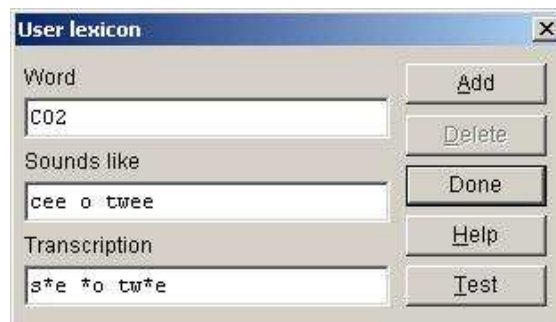 User lexicon
Word
CO2
Sounds like
cee o twee
Transcription
s*e *o tw*e
Add
Delete
Done
Help
Test